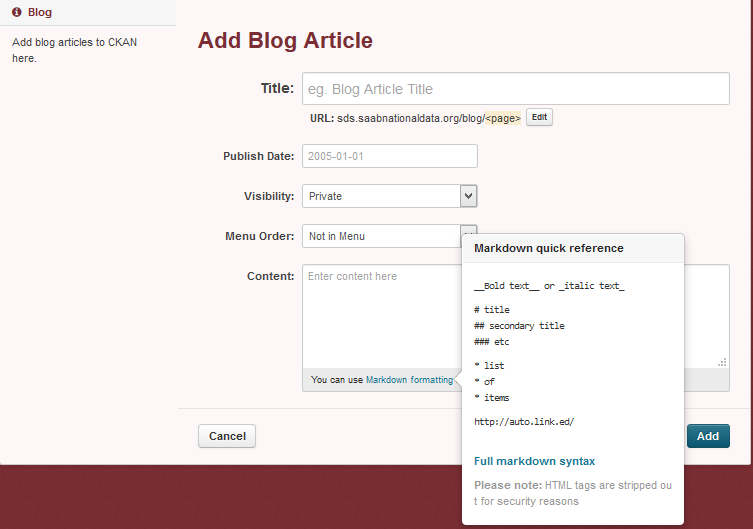 Blog
Add blog articles to CKAN
here.
Add Blog Article
Title:
eg. Blog Article Title
URL: sds.saabnationaldata.org/blog/<page>
Edit
Publish Date:
2005-01-01
Visibility:
Private
Menu Order:
Not in Menu
Content:
Enter content here
You can use Markdown formatting
Markdown quick reference
__Bold text__ or _italic text_
# title
## secondary title
### etc
* list
* of
* items
http://auto.link.ed/
Full markdown syntax
Please note: HTML tags are stripped ou
t for security reasons
Cancel
Add